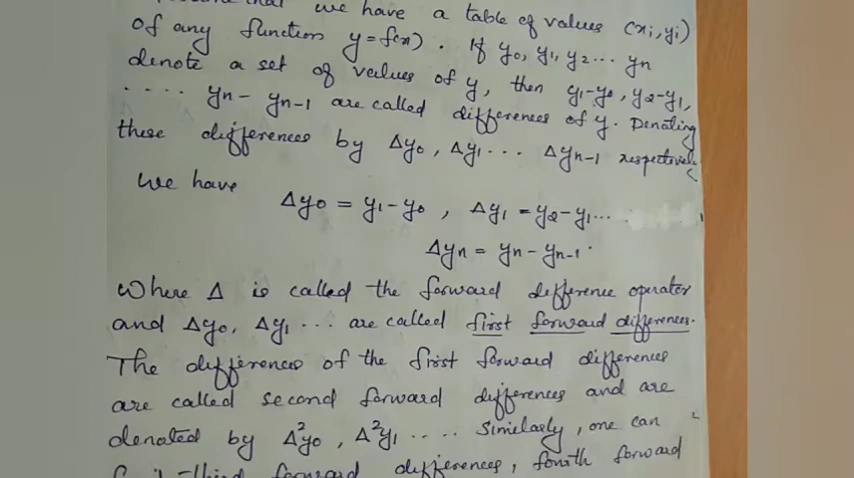 that we have a table of values (xi, yi)
of any function y=f(x). If y0, y1, y2... yn
denote a set of values of y, then y1-y0, y2-y1,
.... yn - yn-1 are called differences of y. Denoting
these differences by Δy0, Δy1... Δyn-1 respectively
We have
Δy0 = y1-y0, Δy1 = y2-y1...
Δyn = yn - yn-1.
Where Δ is called the forward difference operator
and Δy0, Δy1 ... are called first forward differences.
The differences of the first forward differences
are called second forward differences and are
denoted by Δ²y0, Δ²y1 .... Similarly, one can
third forward differences, fourth forward